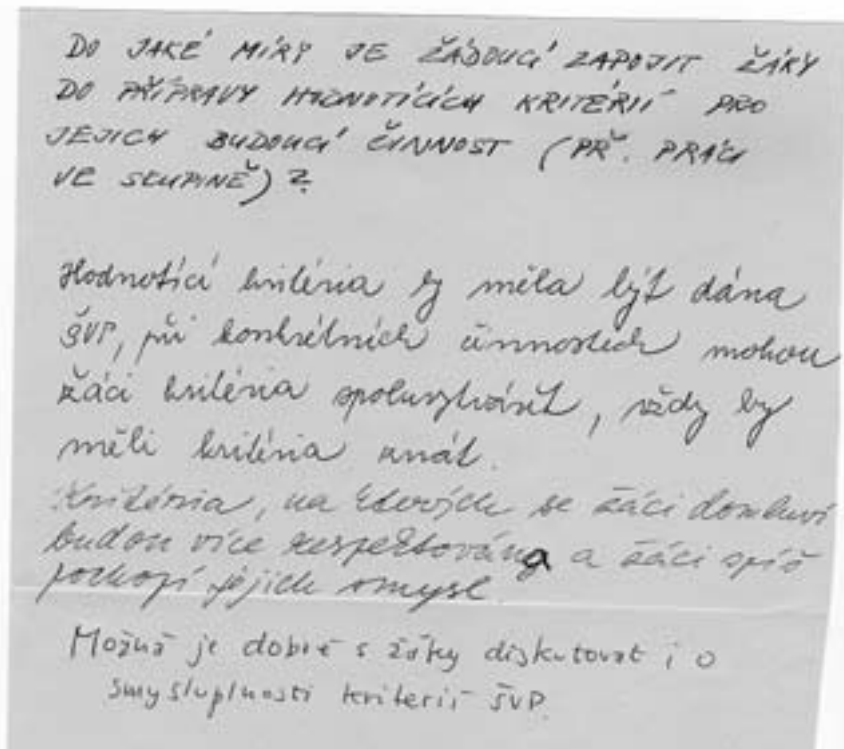 DO JAKÉ MÍRY JE ŽÁDOUCÍ ZAPOJIT ŽÁKY
DO PŘÍPRAVY HODNOTÍCÍCH KRITÉRIÍ PRO
JEJICH BUDOUCÍ ČINNOST (PŘ. PRÁCI
VE SKUPINĚ)?
Hodnotící kritéria by měla být dána
ŠVP, při konkrétních činnostech mohou
žáci kritéria spoluvytvářet, vždy by
měli kritéria znát.
Kritéria, na kterých se žáci domluví
budou více respektována a žáci spíš
pochopí jejich smysl.
Možná je dobré s žáky diskutovat i o
smysluplnosti kriterií ŠVP.